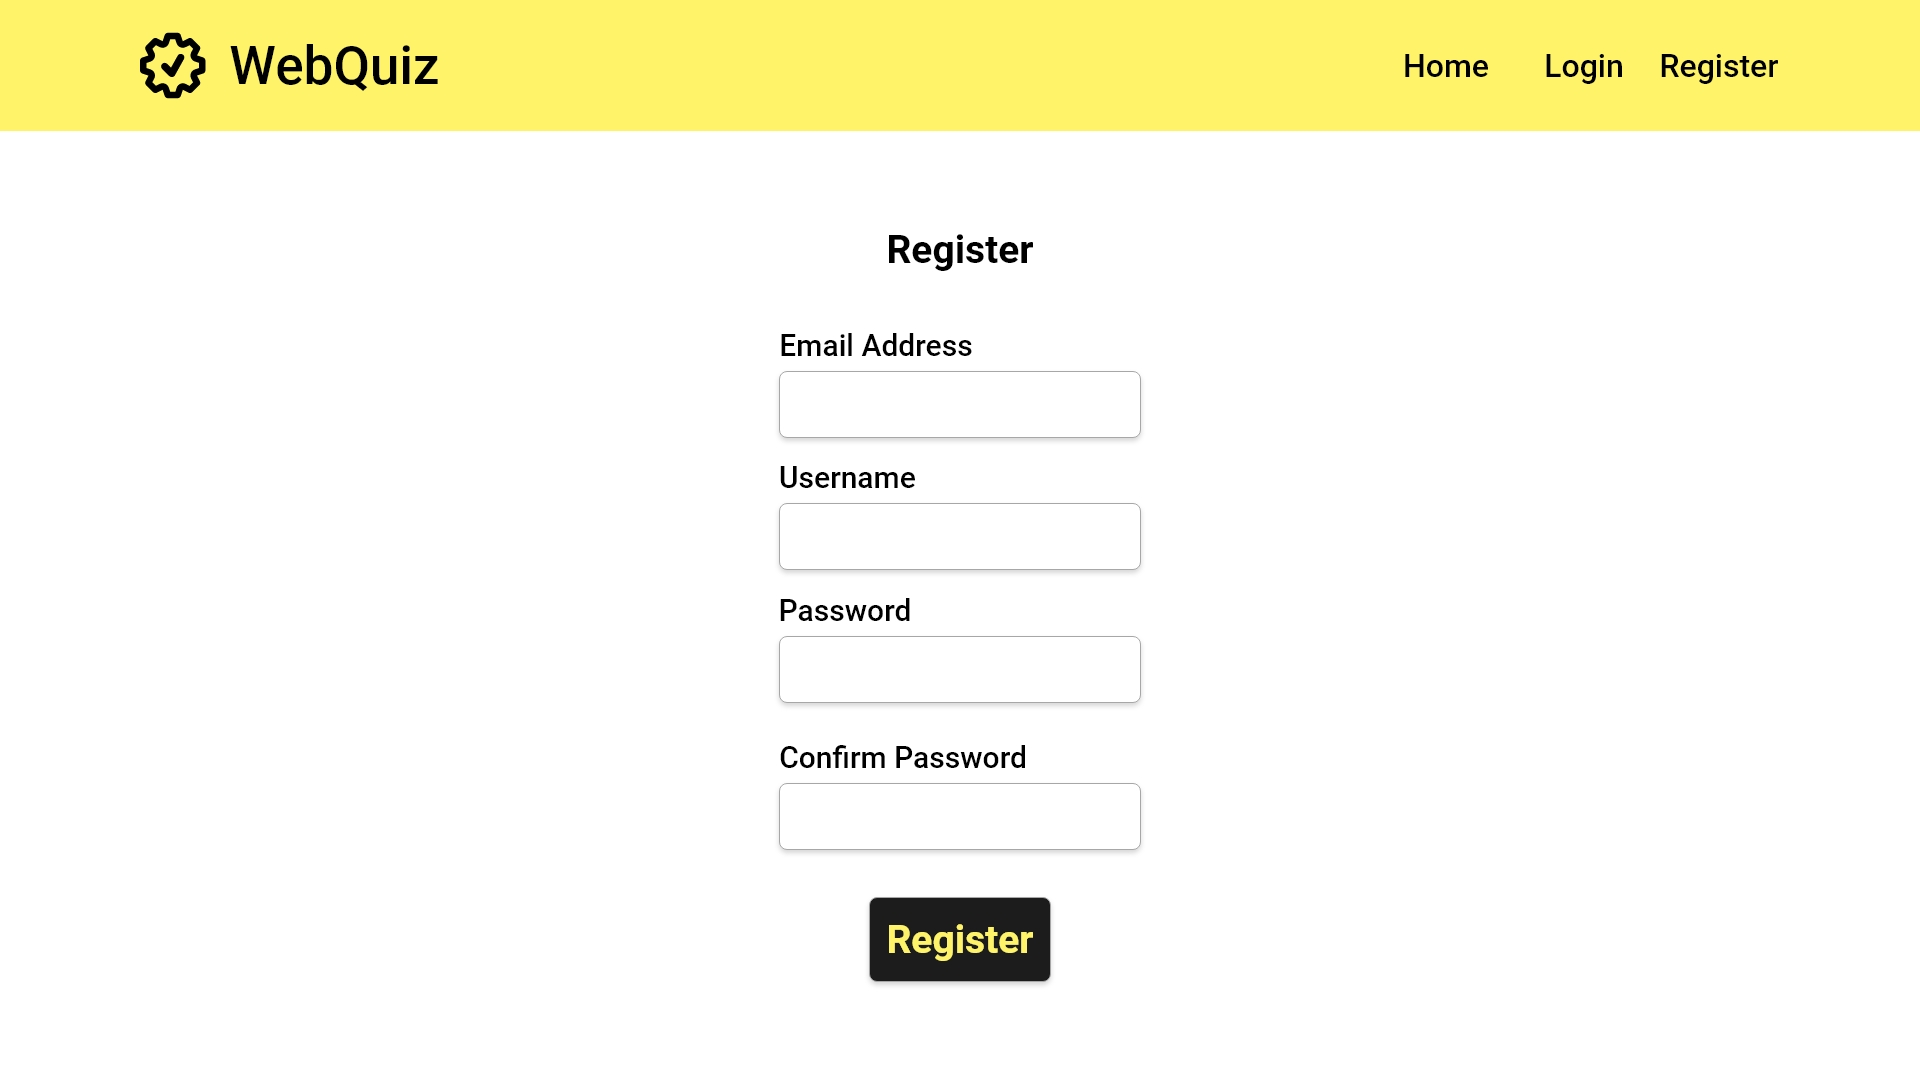 WebQuiz
Home Login Register
Register
Email Address
Username
Password
Confirm Password
Register